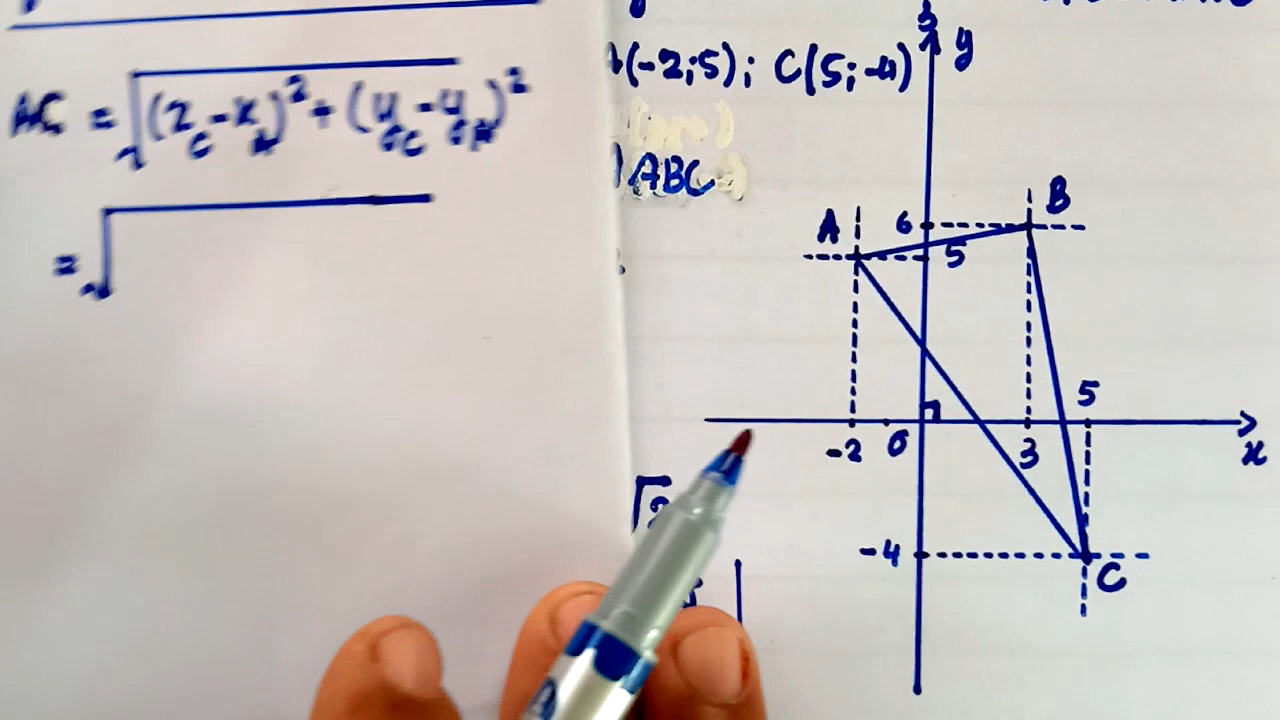 AC = √(x_C - x_A)² + (y_C - y_A)²
= √
(-2;5); C(5;-4)
ABC
y
B
A
6
5
5
-2
0
3
x
-4
C